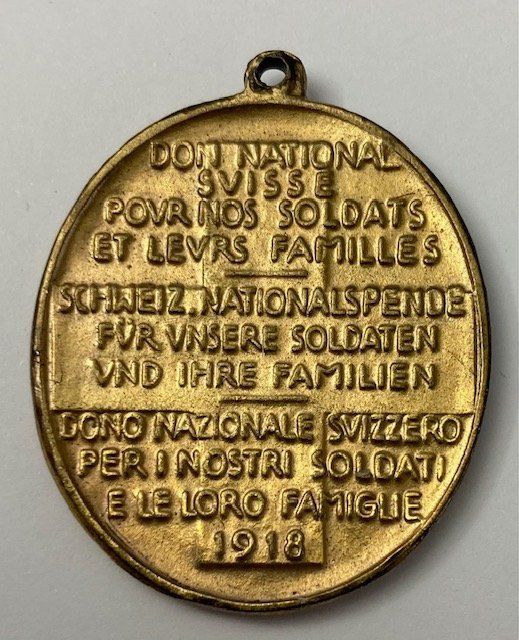 DON NATIONAL
SVISSE
POVR NOS SOLDATS
ET LEVRS FAMILLES
SCHWEIZ. NATIONALSPENDE
FÜR VNSERE SOLDATEN
VND IHRE FAMILIEN
DONO NAZIONALE SVIZZERO
PER I NOSTRI SOLDATI
E LE LORO FAMIGLIE
1918